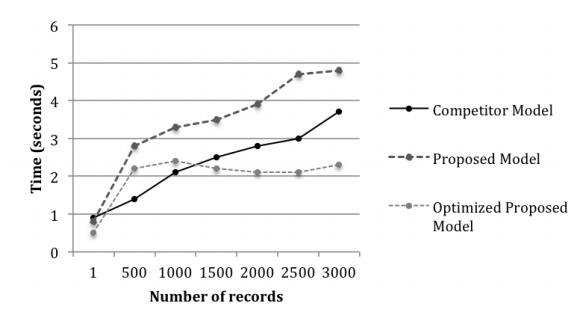 6
5
4
3
2
1
0
Time (seconds)
1 500 1000 1500 2000 2500 3000
Number of records
Competitor Model
Proposed Model
Optimized Proposed
Model